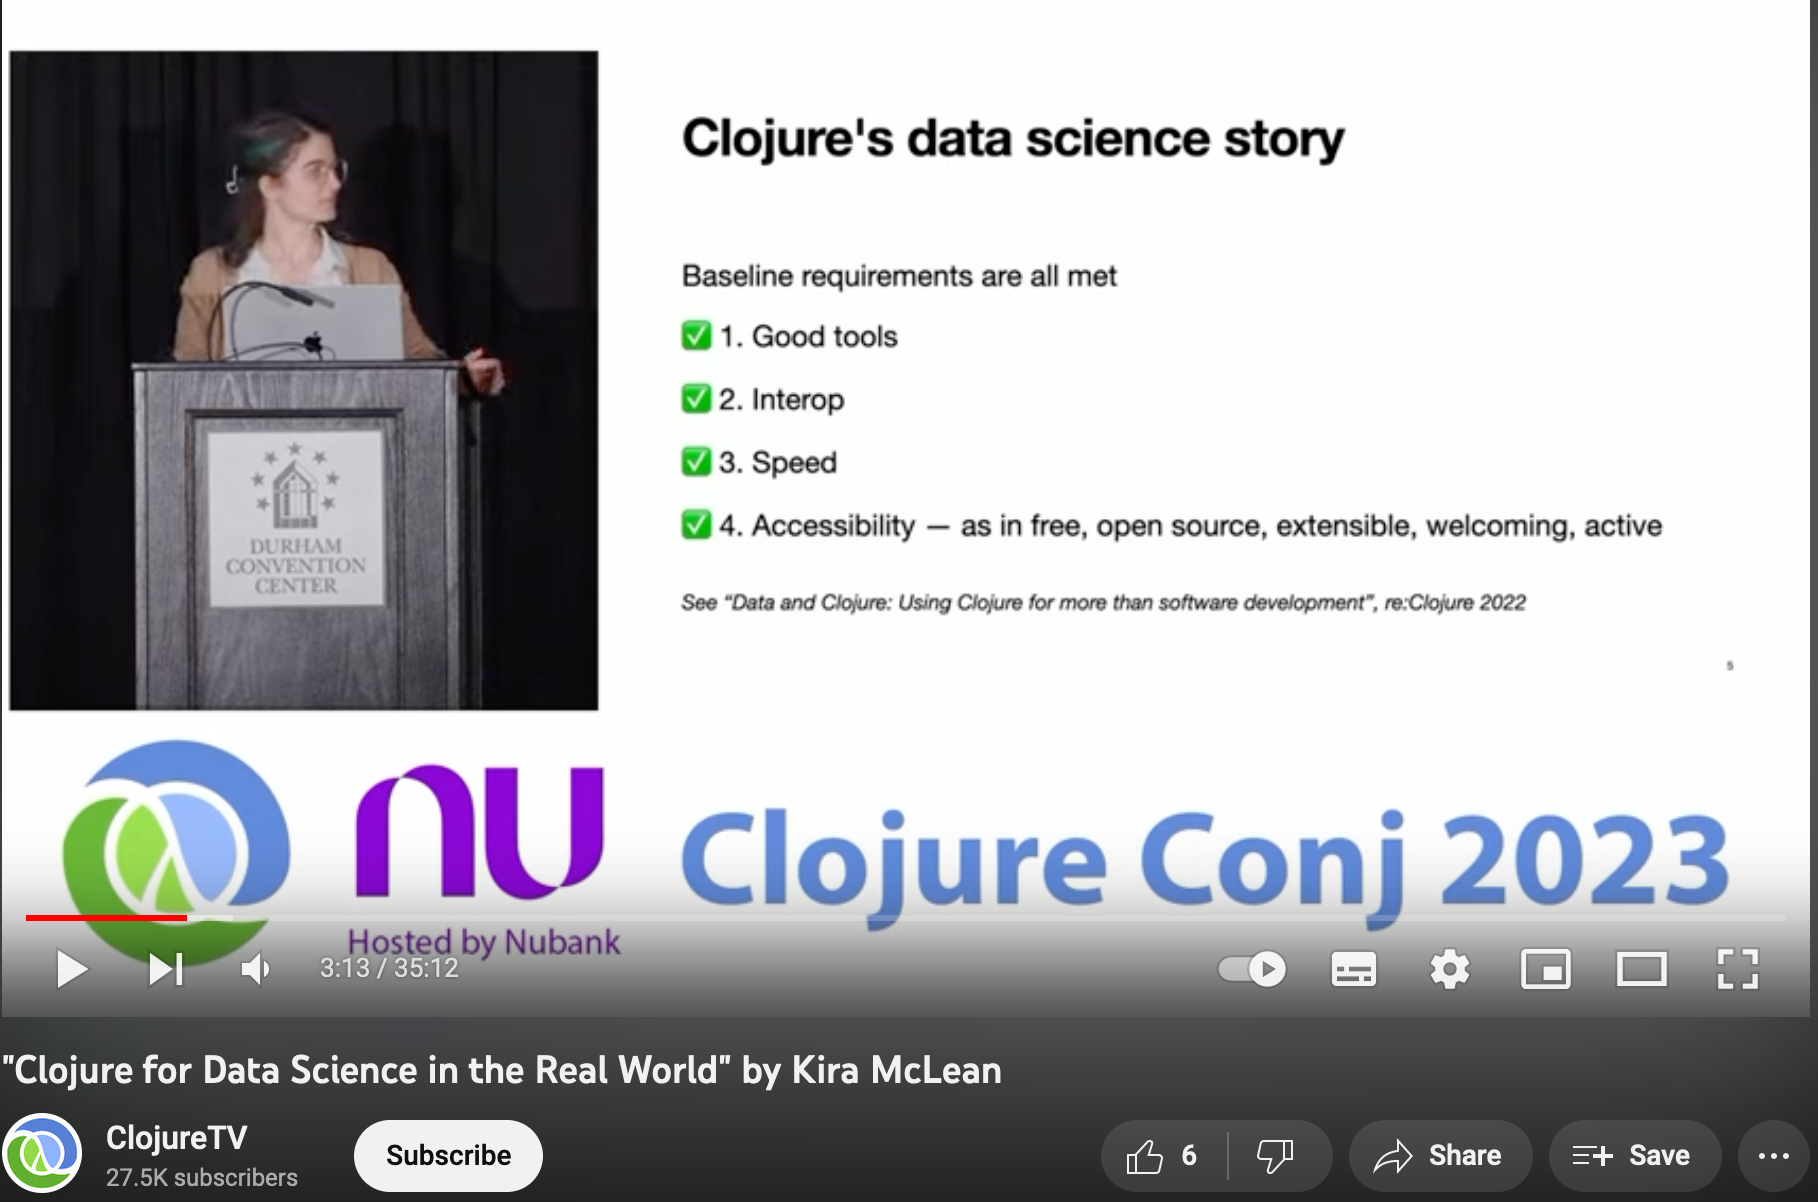 Clojure's data science story
Baseline requirements are all met
✅ 1. Good tools
✅ 2. Interop
✅ 3. Speed
✅ 4. Accessibility — as in free, open source, extensible, welcoming, active
See “Data and Clojure: Using Clojure for more than software development”, re:Clojure 2022
5
DURHAM
CONVENTION
CENTER
nu
Hosted by Nubank
Clojure Conj 2023
3:13 / 35:12
"Clojure for Data Science in the Real World" by Kira McLean
ClojureTV
27.5K subscribers
Subscribe
6
Share
Save